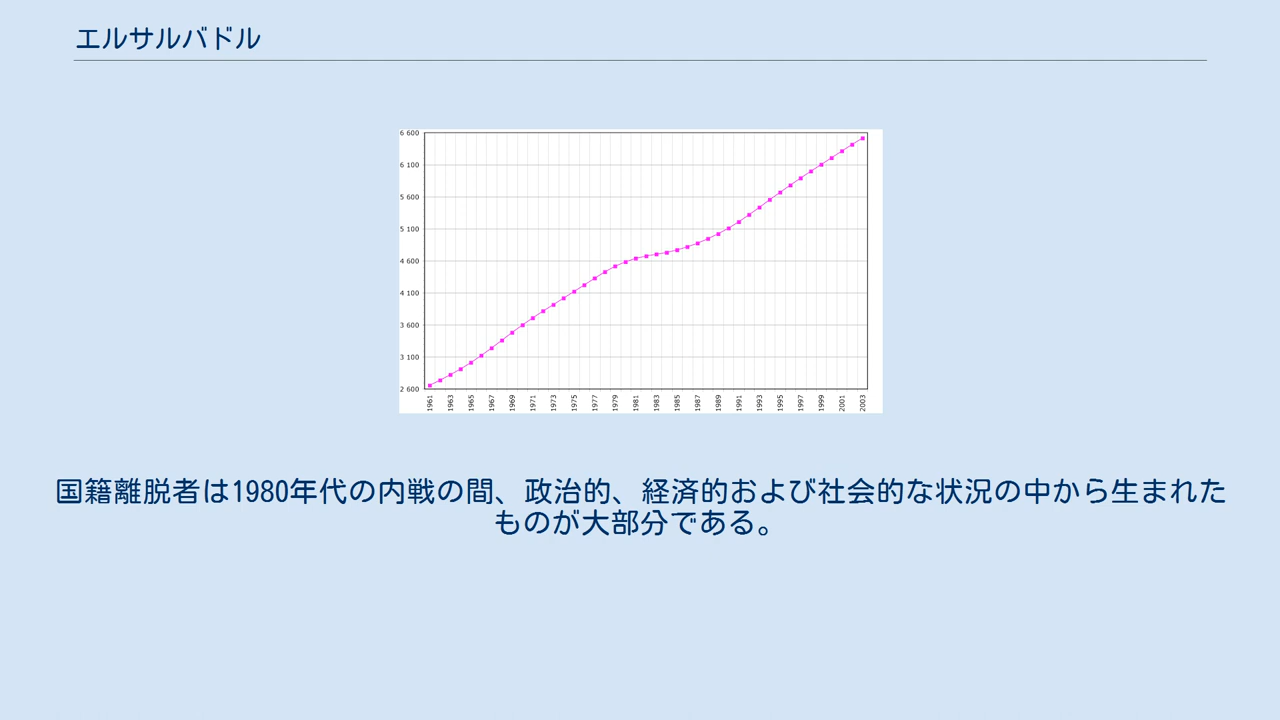 エルサルバドル
6 600
6 100
5 600
5 100
4 600
4 100
3 600
3 100
2 600
1961 1963 1965 1967 1969 1971 1973 1975 1977 1979 1981 1983 1985 1987 1989 1991 1993 1995 1997 1999 2001 2003
国籍離脱者は1980年代の内戦の間、政治的、経済的および社会的な状況の中から生まれた
ものが大部分である。